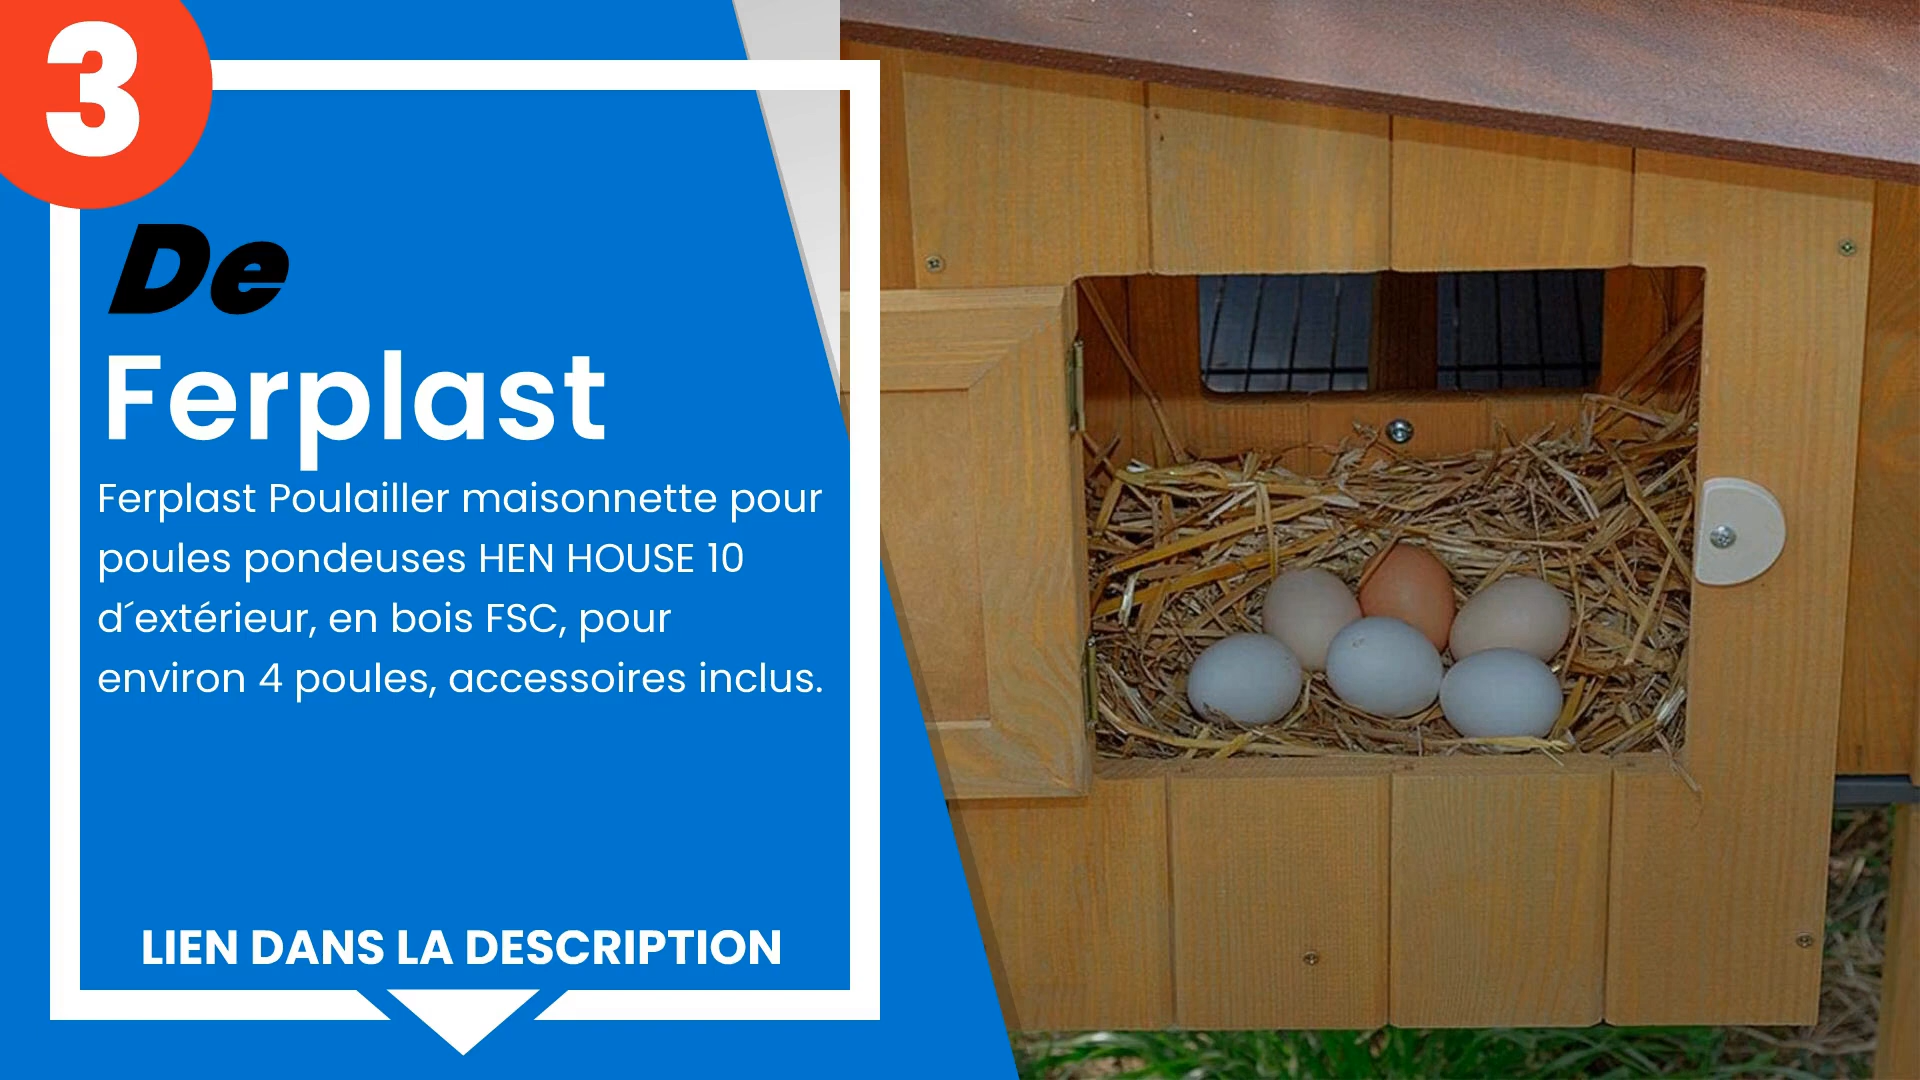 3
De
Ferplast
Ferplast Poulailler maisonnette pour
poules pondeuses HEN HOUSE 10
d´extérieur, en bois FSC, pour
environ 4 poules, accessoires inclus.
LIEN DANS LA DESCRIPTION